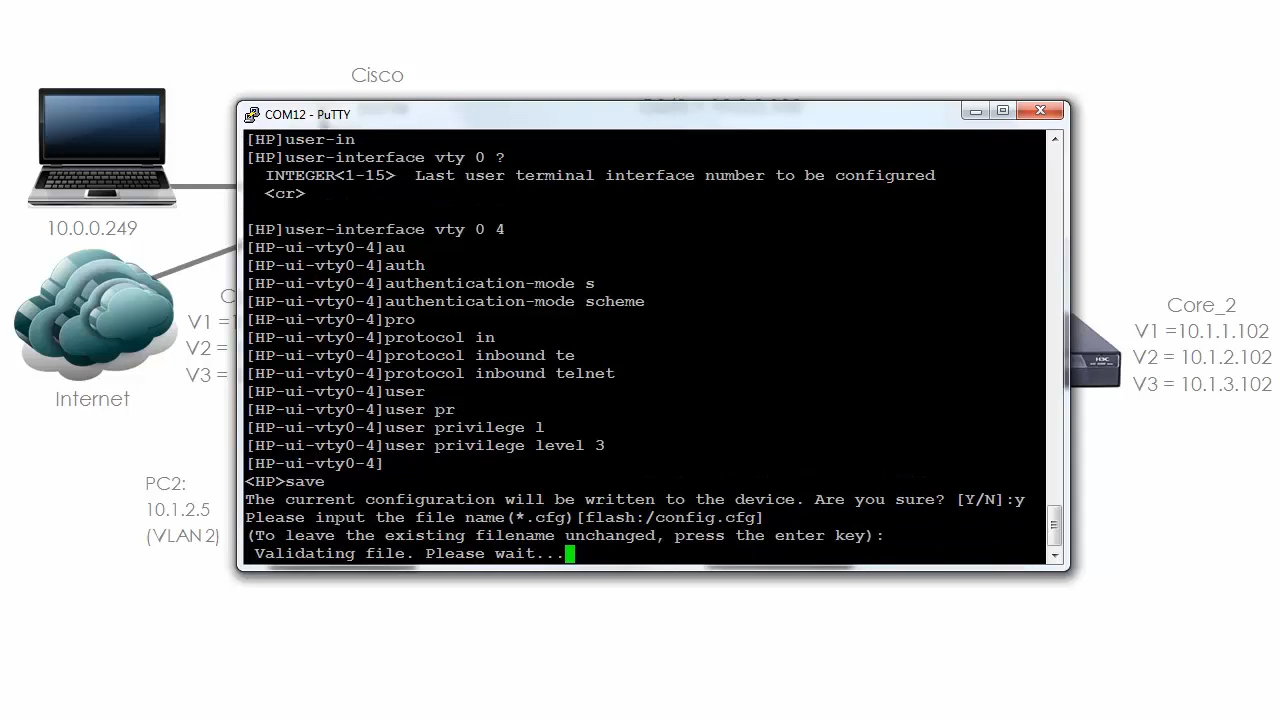 Cisco
COM12 - PuTTY
[HP]user-in
[HP]user-interface vty 0 ?
INTEGER<1-15>  Last user terminal interface number to be configured
<cr>
[HP]user-interface vty 0 4
[HP-ui-vty0-4]au
[HP-ui-vty0-4]auth
[HP-ui-vty0-4]authentication-mode s
[HP-ui-vty0-4]authentication-mode scheme
[HP-ui-vty0-4]pro
[HP-ui-vty0-4]protocol in
[HP-ui-vty0-4]protocol inbound te
[HP-ui-vty0-4]protocol inbound telnet
[HP-ui-vty0-4]user
[HP-ui-vty0-4]user pr
[HP-ui-vty0-4]user privilege l
[HP-ui-vty0-4]user privilege level 3
[HP-ui-vty0-4]
<HP>save
The current configuration will be written to the device. Are you sure? [Y/N]:y
Please input the file name(*.cfg)[flash:/config.cfg]
(To leave the existing filename unchanged, press the enter key):
Validating file. Please wait...
10.0.0.249
Internet
V1 =
V2 =
V3 =
PC2:
10.1.2.5
(VLAN 2)
H3C
Core_2
V1 =10.1.1.102
V2 = 10.1.2.102
V3 = 10.1.3.102